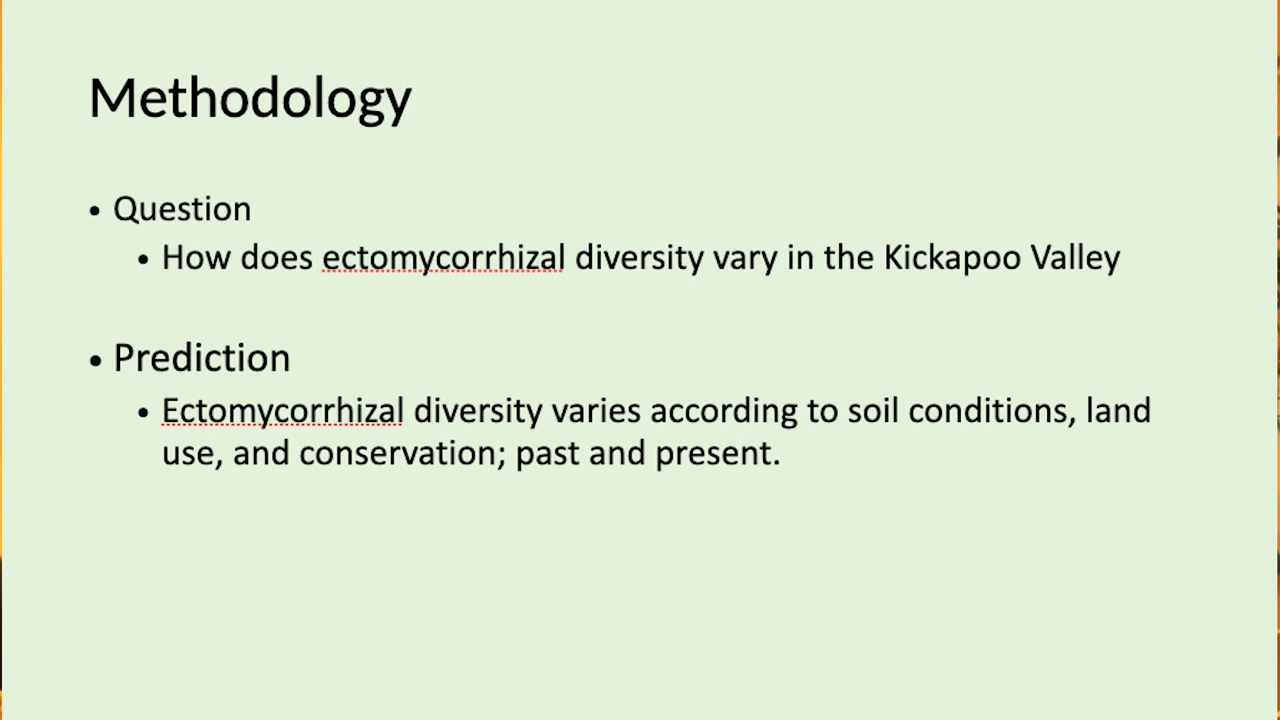 Methodology
• Question
• How does ectomycorrhizal diversity vary in the Kickapoo Valley
• Prediction
• Ectomycorrhizal diversity varies according to soil conditions, land
use, and conservation; past and present.